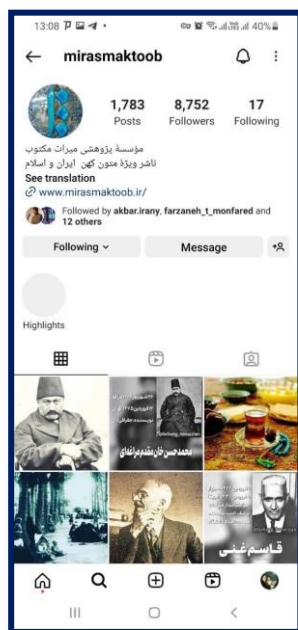 13:08
40%
mirasmaktoob
1,783
8,752
17
Posts
Followers
Following
مؤسسهٔ پژوهشی میراث مکتوب
ناشر ویژهٔ متون کهن ایران و اسلام
See translation
www.mirasmaktoob.ir/
Followed by akbar.irany, farzaneh_t_monfared and
12 others
Following
Message
Highlights
محمدحسن خان مقدم مراغه‌ای
قاسم غنی